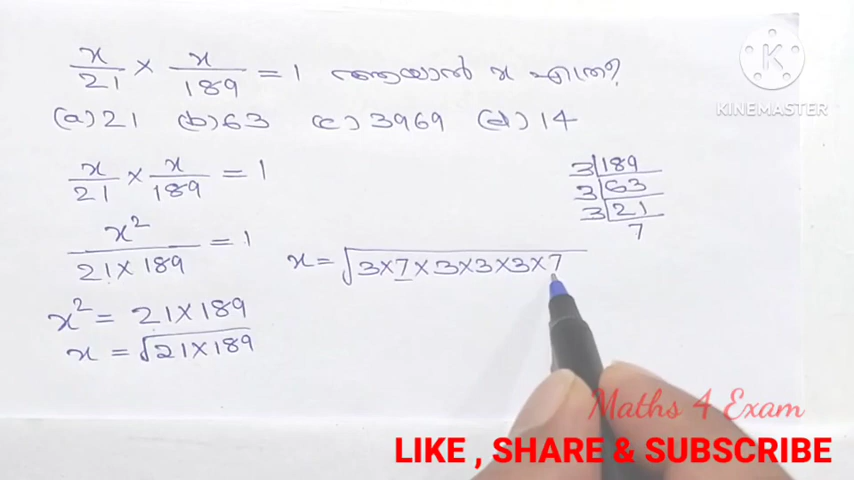 x/21 × x/189 = 1 ആയാൽ x എത്ര?
(a) 21 (b) 63 (c) 3969 (d) 14
x/21 × x/189 = 1
x²/21 × 189 = 1
x² = 21 × 189
x = √21 × 189
3 | 189
3 | 63
3 | 21
7
x = √3 × 7 × 3 × 3 × 3 × 7
K
KINEMASTER
Maths 4 Exam
LIKE , SHARE & SUBSCRIBE